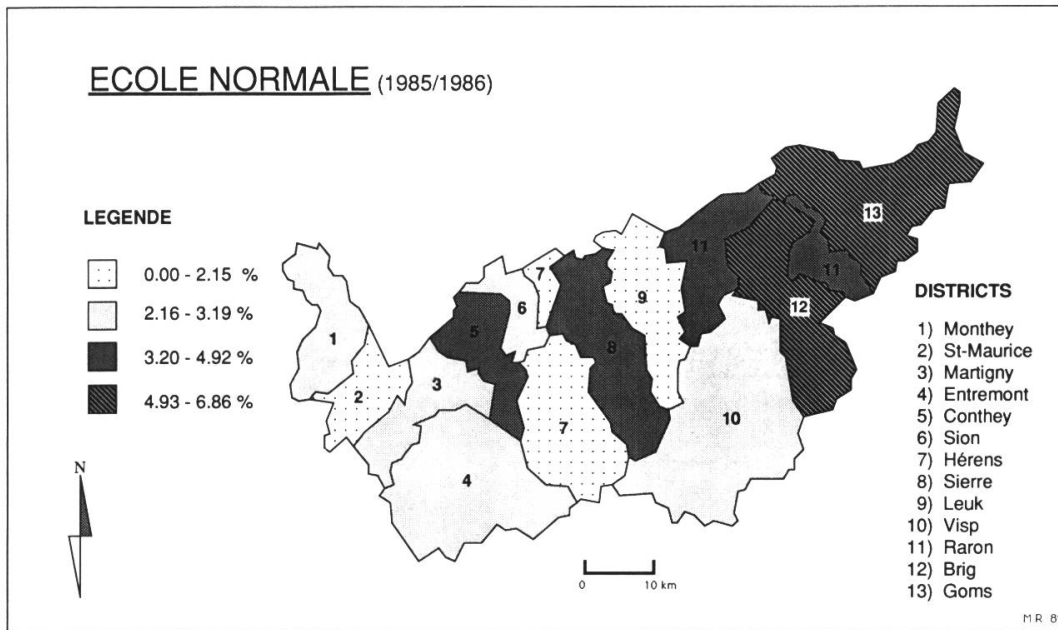 ECOLE NORMALE (1985/1986)
LEGENDE
0.00 - 2.15 %
2.16 - 3.19 %
3.20 - 4.92 %
4.93 - 6.86 %
N
1
2
3
4
5
6
7
7
8
9
10
11
11
12
13
0 10 km
DISTRICTS
1) Monthey
2) St-Maurice
3) Martigny
4) Entremont
5) Conthey
6) Sion
7) Hérens
8) Sierre
9) Leuk
10) Visp
11) Raron
12) Brig
13) Goms
M R 8